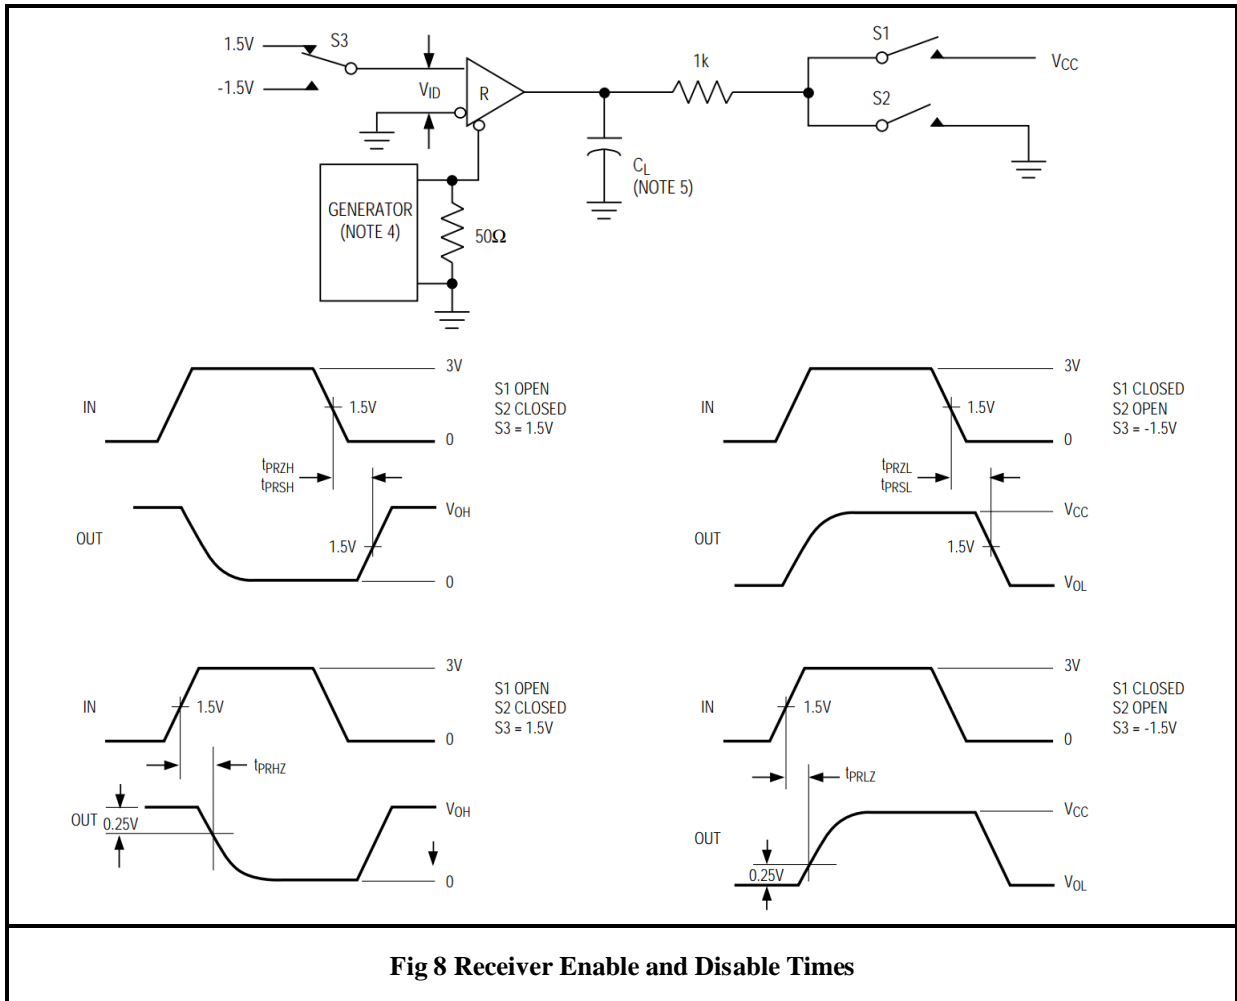 1.5V
S3
-1.5V
VID
R
1k
S1
VCC
S2
CL
(NOTE 5)
GENERATOR
(NOTE 4)
50Ω
IN
3V
1.5V
0
S1 OPEN
S2 CLOSED
S3 = 1.5V
tPRZH
tPRSH
OUT
VOH
1.5V
0
IN
3V
1.5V
0
S1 CLOSED
S2 OPEN
S3 = -1.5V
tPRZL
tPRSL
OUT
VCC
1.5V
VOL
IN
3V
1.5V
0
S1 OPEN
S2 CLOSED
S3 = 1.5V
tPRHZ
OUT
0.25V
VOH
0
IN
3V
1.5V
0
S1 CLOSED
S2 OPEN
S3 = -1.5V
tPRLZ
OUT
0.25V
VCC
VOL
Fig 8 Receiver Enable and Disable Times